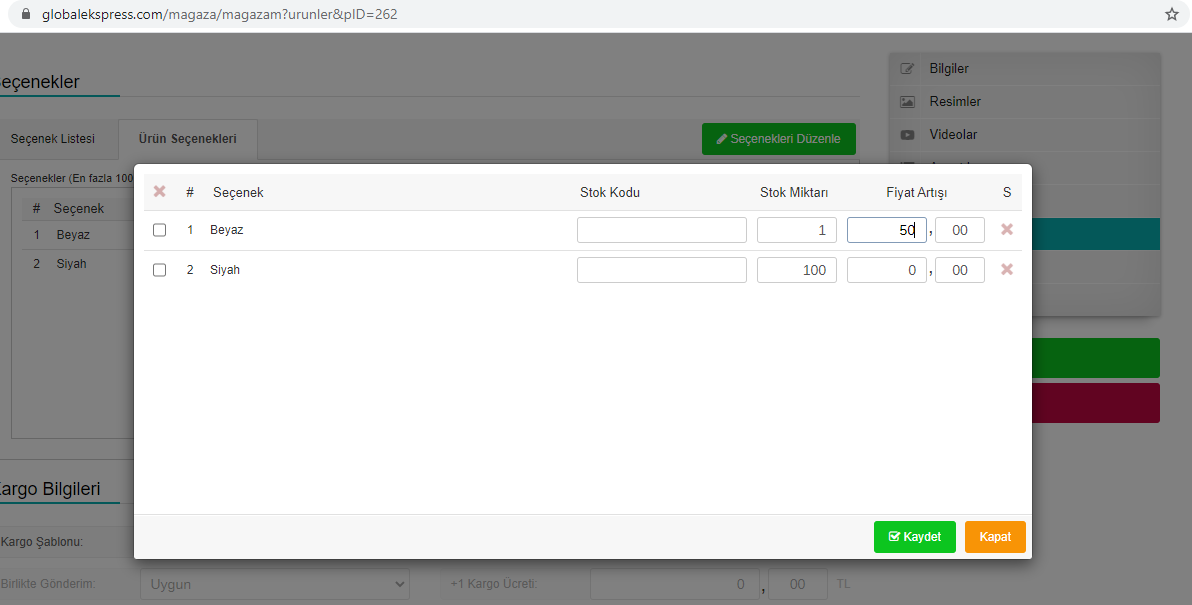 globalekspress.com/magaza/magazam?urunler&pID=262
eçenekler
Bilgiler
Resimler
Videolar
Seçenek Listesi
Ürün Seçenekleri
Seçenekleri Düzenle
Seçenekler (En fazla 100
# Seçenek
1 Beyaz
2 Siyah
# Seçenek Stok Kodu Stok Miktarı Fiyat Artışı S
1 Beyaz 1 50 , 00
2 Siyah 100 0 , 00
Kaydet Kapat
argo Bilgileri
Kargo Şablonu:
Birlikte Gönderim: Uygun +1 Kargo Ücreti: 0 , 00 TL